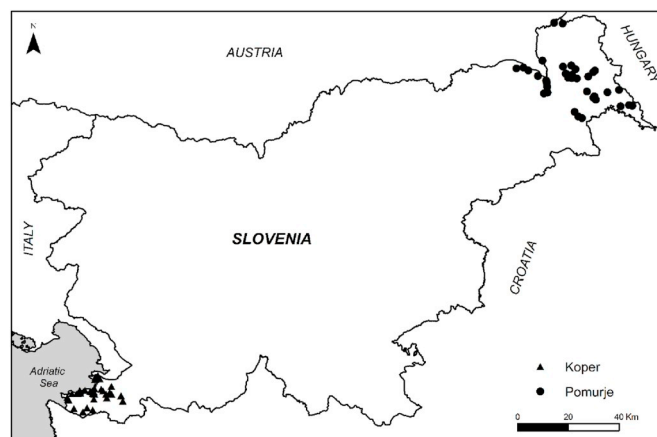 N
AUSTRIA
HUNGARY
ITALY
SLOVENIA
CROATIA
Adriatic
Sea
Koper
Pomurje
0 20 40 Km